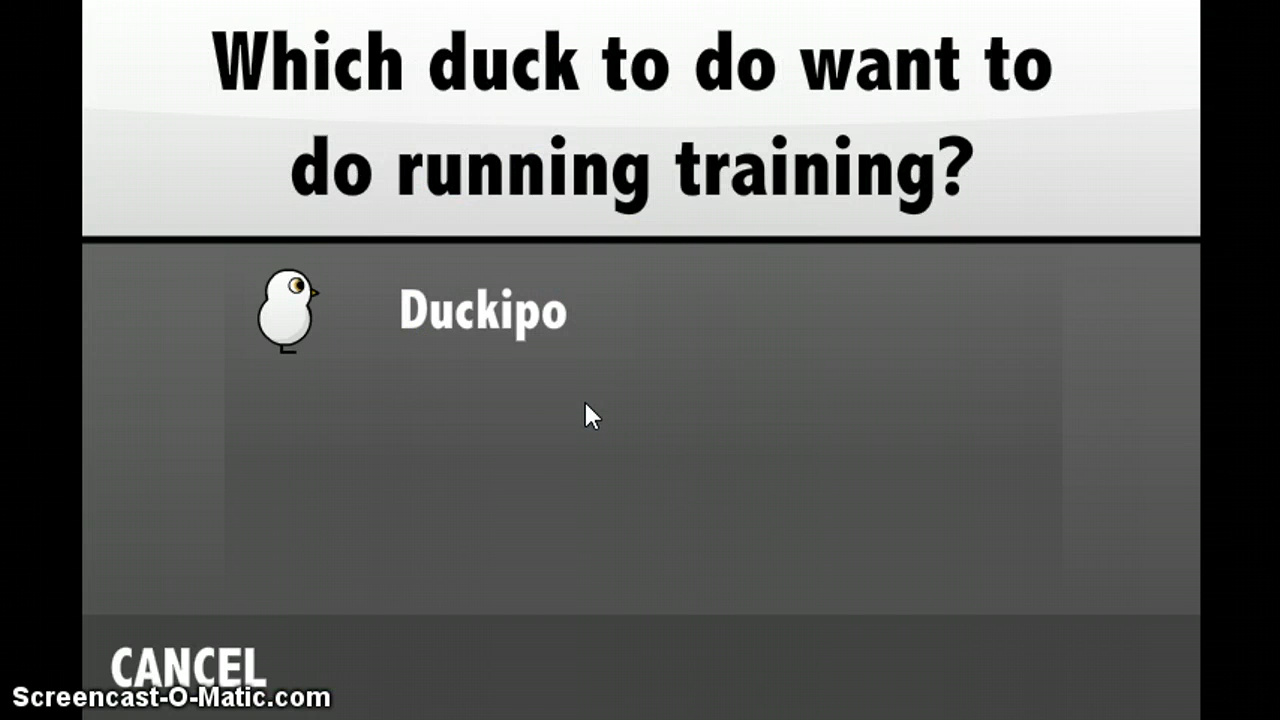 Which duck to do want to
do running training?
Duckipo
CANCEL
Screencast-O-Matic.com